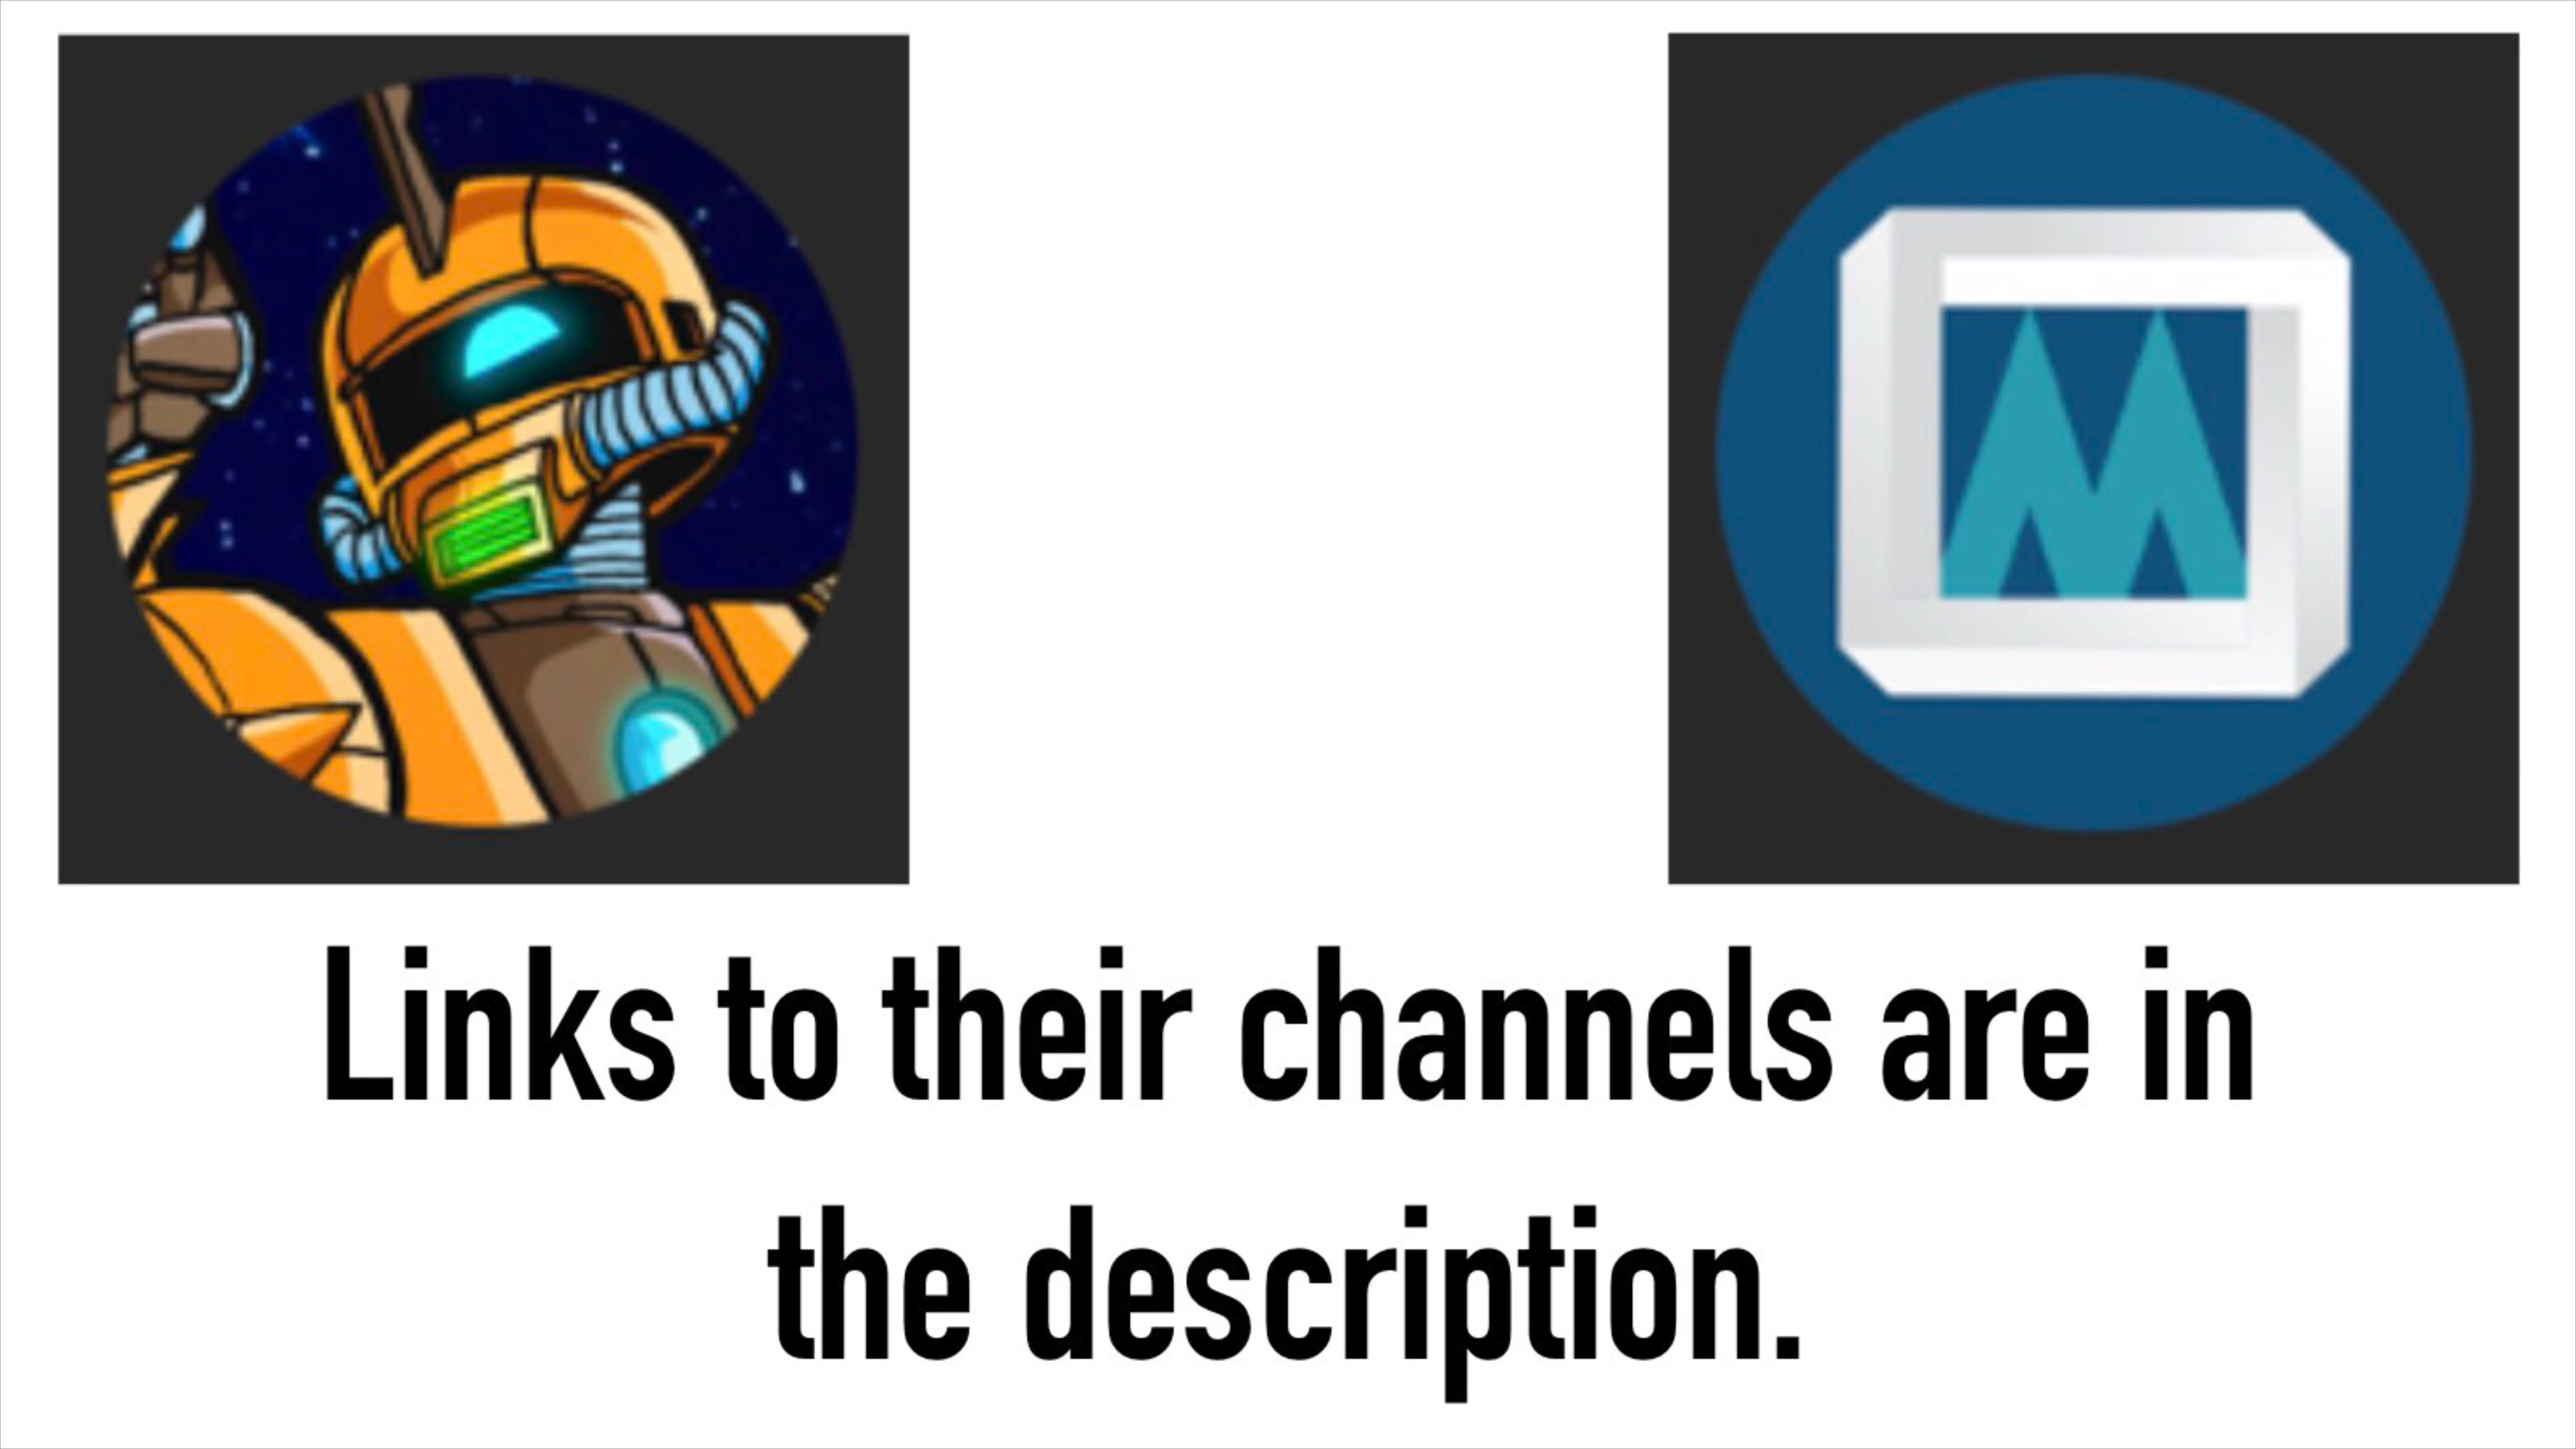 M
Links to their channels are in
the description.